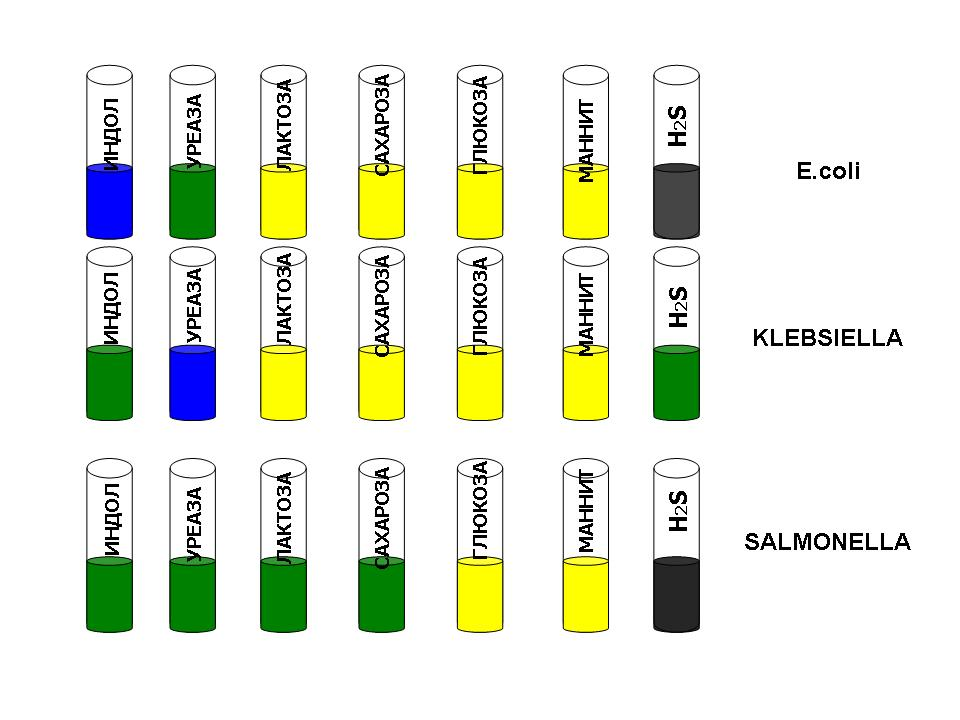 ИНДОЛ
УРЕАЗА
ЛАКТОЗА
САХАРОЗА
ГЛЮКОЗА
МАННИТ
H₂S
E.coli
ИНДОЛ
УРЕАЗА
ЛАКТОЗА
САХАРОЗА
ГЛЮКОЗА
МАННИТ
H₂S
KLEBSIELLA
ИНДОЛ
УРЕАЗА
ЛАКТОЗА
САХАРОЗА
ГЛЮКОЗА
МАННИТ
H₂S
SALMONELLA